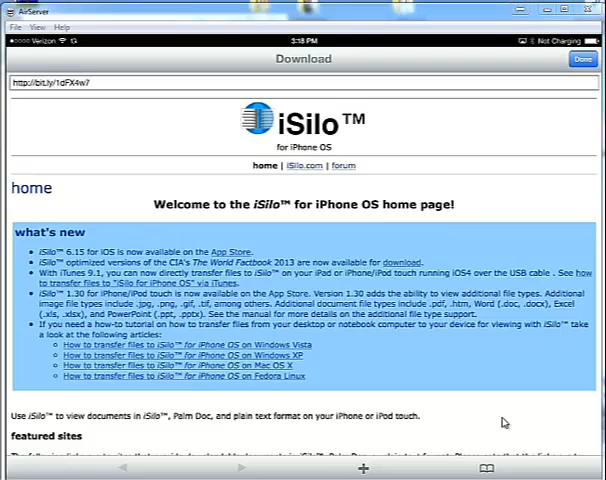 AirServer
File View Help
Verizon 3:18 PM Not Charging
Download Done
http://bit.ly/1dFX4w7
iSilo™
for iPhone OS
home | iSilo.com | forum
home
Welcome to the iSilo™ for iPhone OS home page!
what's new
• iSilo™ 6.15 for iOS is now available on the App Store.
• iSilo™ optimized versions of the CIA's The World Factbook 2013 are now available for download.
• With iTunes 9.1, you can now directly transfer files to iSilo™ on your iPad or iPhone/iPod touch running iOS4 over the USB cable . See how
to transfer files to "iSilo for iPhone OS" via iTunes.
• iSilo™ 1.30 for iPhone/iPod touch is now available on the App Store. Version 1.30 adds the ability to view additional file types. Additional
image file types include .jpg, .png, .gif, .tif, among others. Additional document file types include .pdf, .htm, Word (.doc, .docx), Excel
(.xls, .xlsx), and PowerPoint (.ppt, .pptx). See the manual for more details on the additional file type support.
• If you need a how-to tutorial on how to transfer files from your desktop or notebook computer to your device for viewing with iSilo™ take
a look at the following articles:
How to transfer files to iSilo™ for iPhone OS on Windows Vista
How to transfer files to iSilo™ for iPhone OS on Windows XP
How to transfer files to iSilo™ for iPhone OS on Mac OS X
How to transfer files to iSilo™ for iPhone OS on Fedora Linux
Use iSilo™ to view documents in iSilo™, Palm Doc, and plain text format on your iPhone or iPod touch.
featured sites